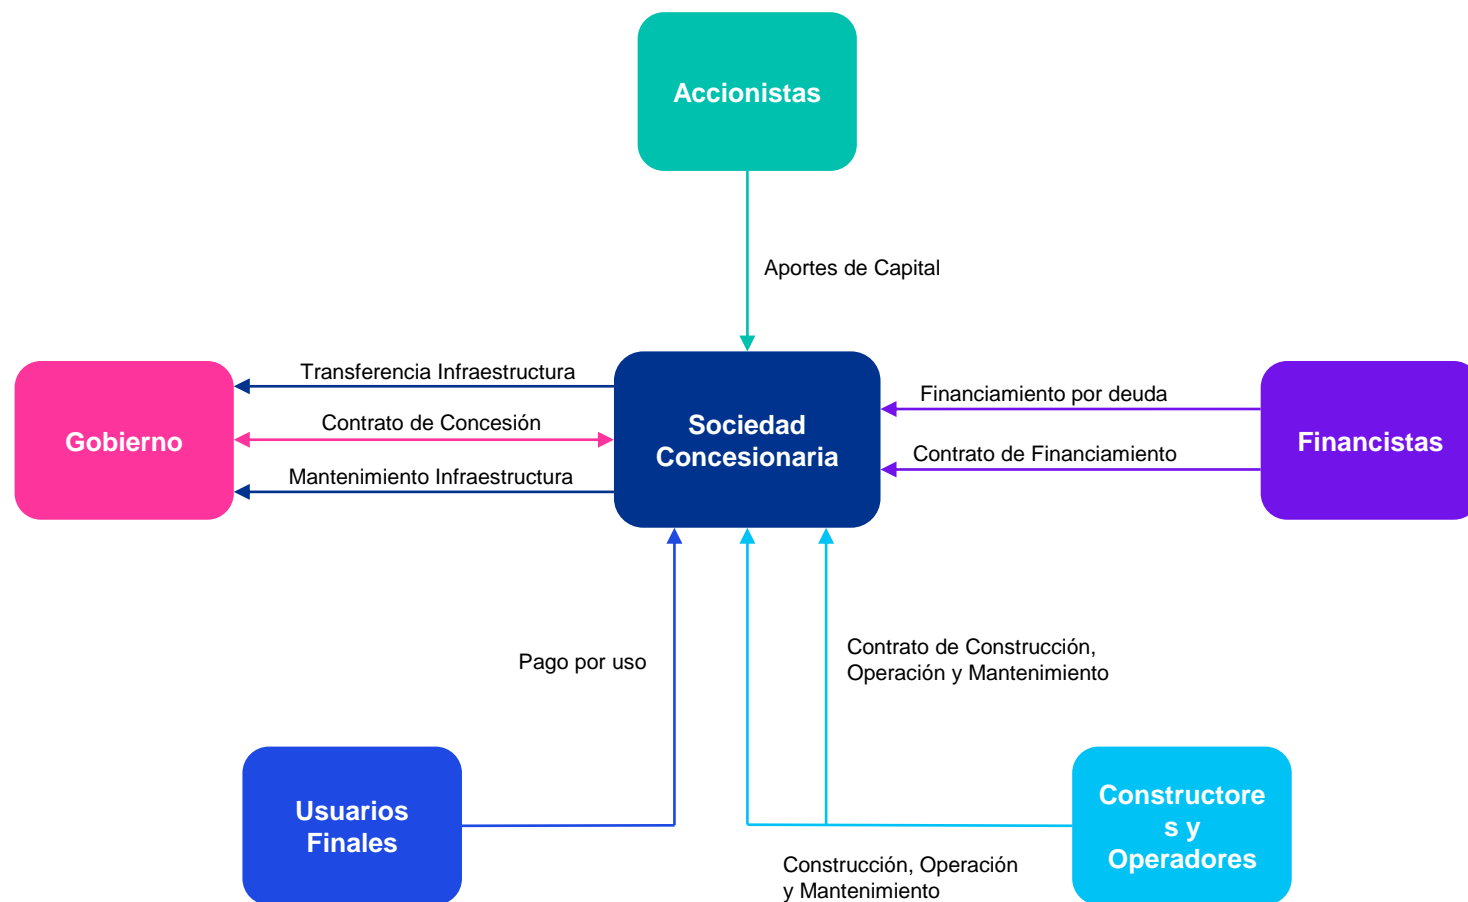 Accionistas
Aportes de Capital
Transferencia Infraestructura
Contrato de Concesión
Mantenimiento Infraestructura
Gobierno
Sociedad
Concesionaria
Financiamiento por deuda
Contrato de Financiamiento
Financistas
Pago por uso
Contrato de Construcción,
Operación y Mantenimiento
Usuarios
Finales
Constructore
s y
Operadores
Construcción, Operación
y Mantenimiento